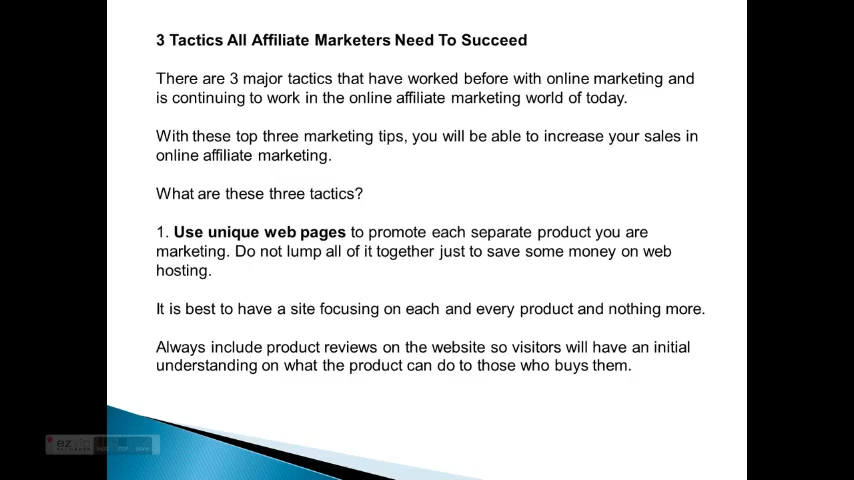 3 Tactics All Affiliate Marketers Need To Succeed
There are 3 major tactics that have worked before with online marketing and
is continuing to work in the online affiliate marketing world of today.
With these top three marketing tips, you will be able to increase your sales in
online affiliate marketing.
What are these three tactics?
1. Use unique web pages to promote each separate product you are
marketing. Do not lump all of it together just to save some money on web
hosting.
It is best to have a site focusing on each and every product and nothing more.
Always include product reviews on the website so visitors will have an initial
understanding on what the product can do to those who buys them.
ezvid